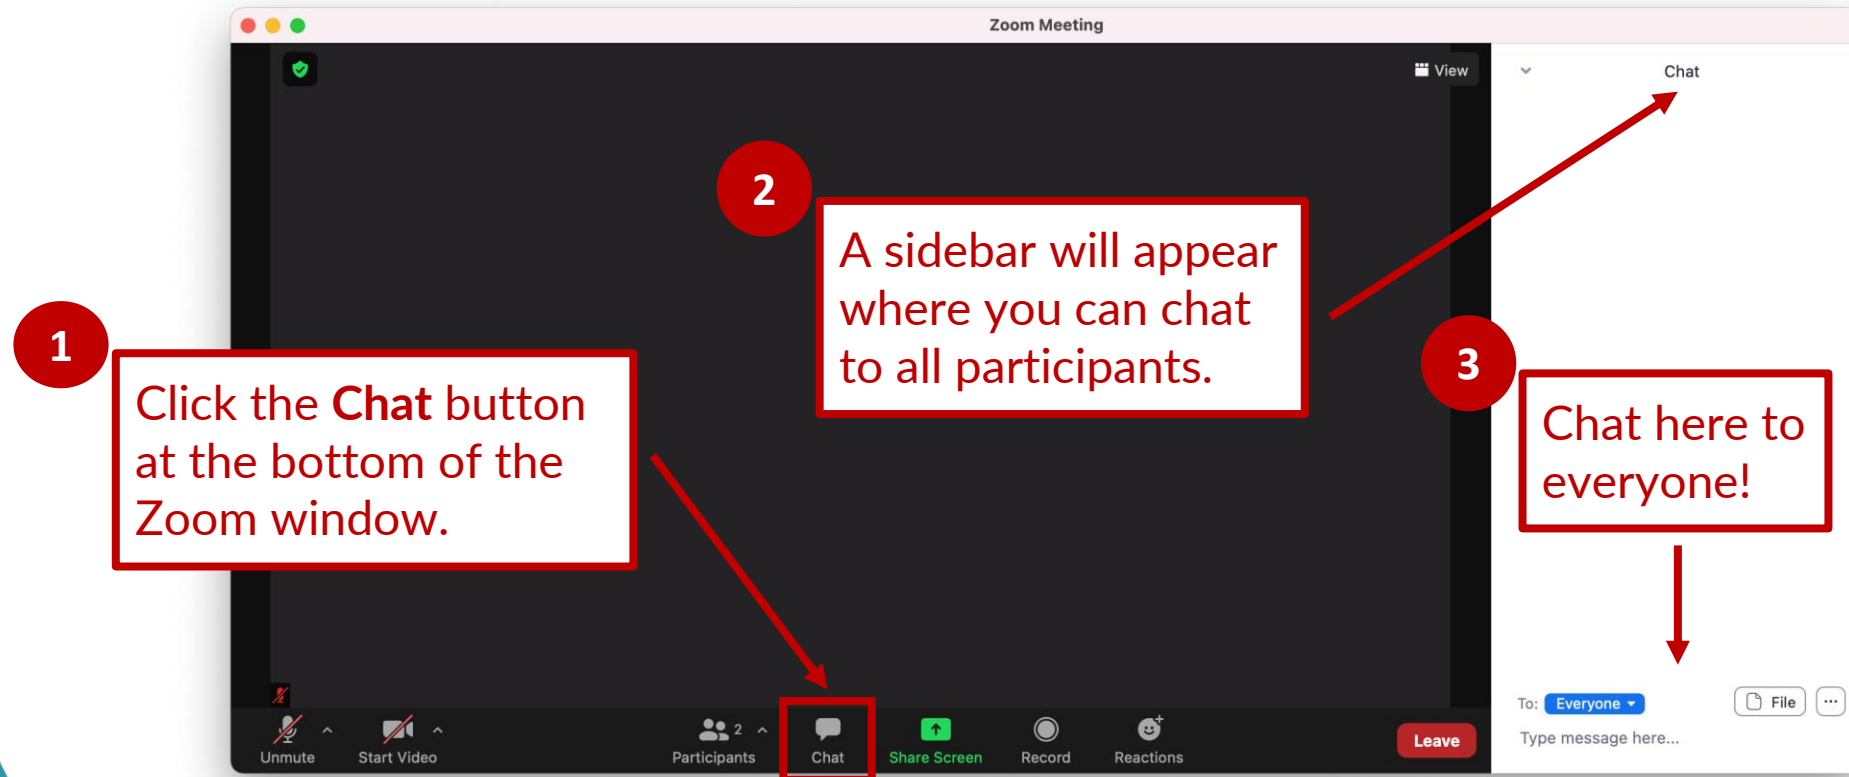 Zoom Meeting
View
Chat
2
A sidebar will appear
where you can chat
to all participants.
1
Click the Chat button
at the bottom of the
Zoom window.
3
Chat here to
everyone!
To: Everyone
File
Type message here...
Unmute
Start Video
2
Participants
Chat
Share Screen
Record
Reactions
Leave